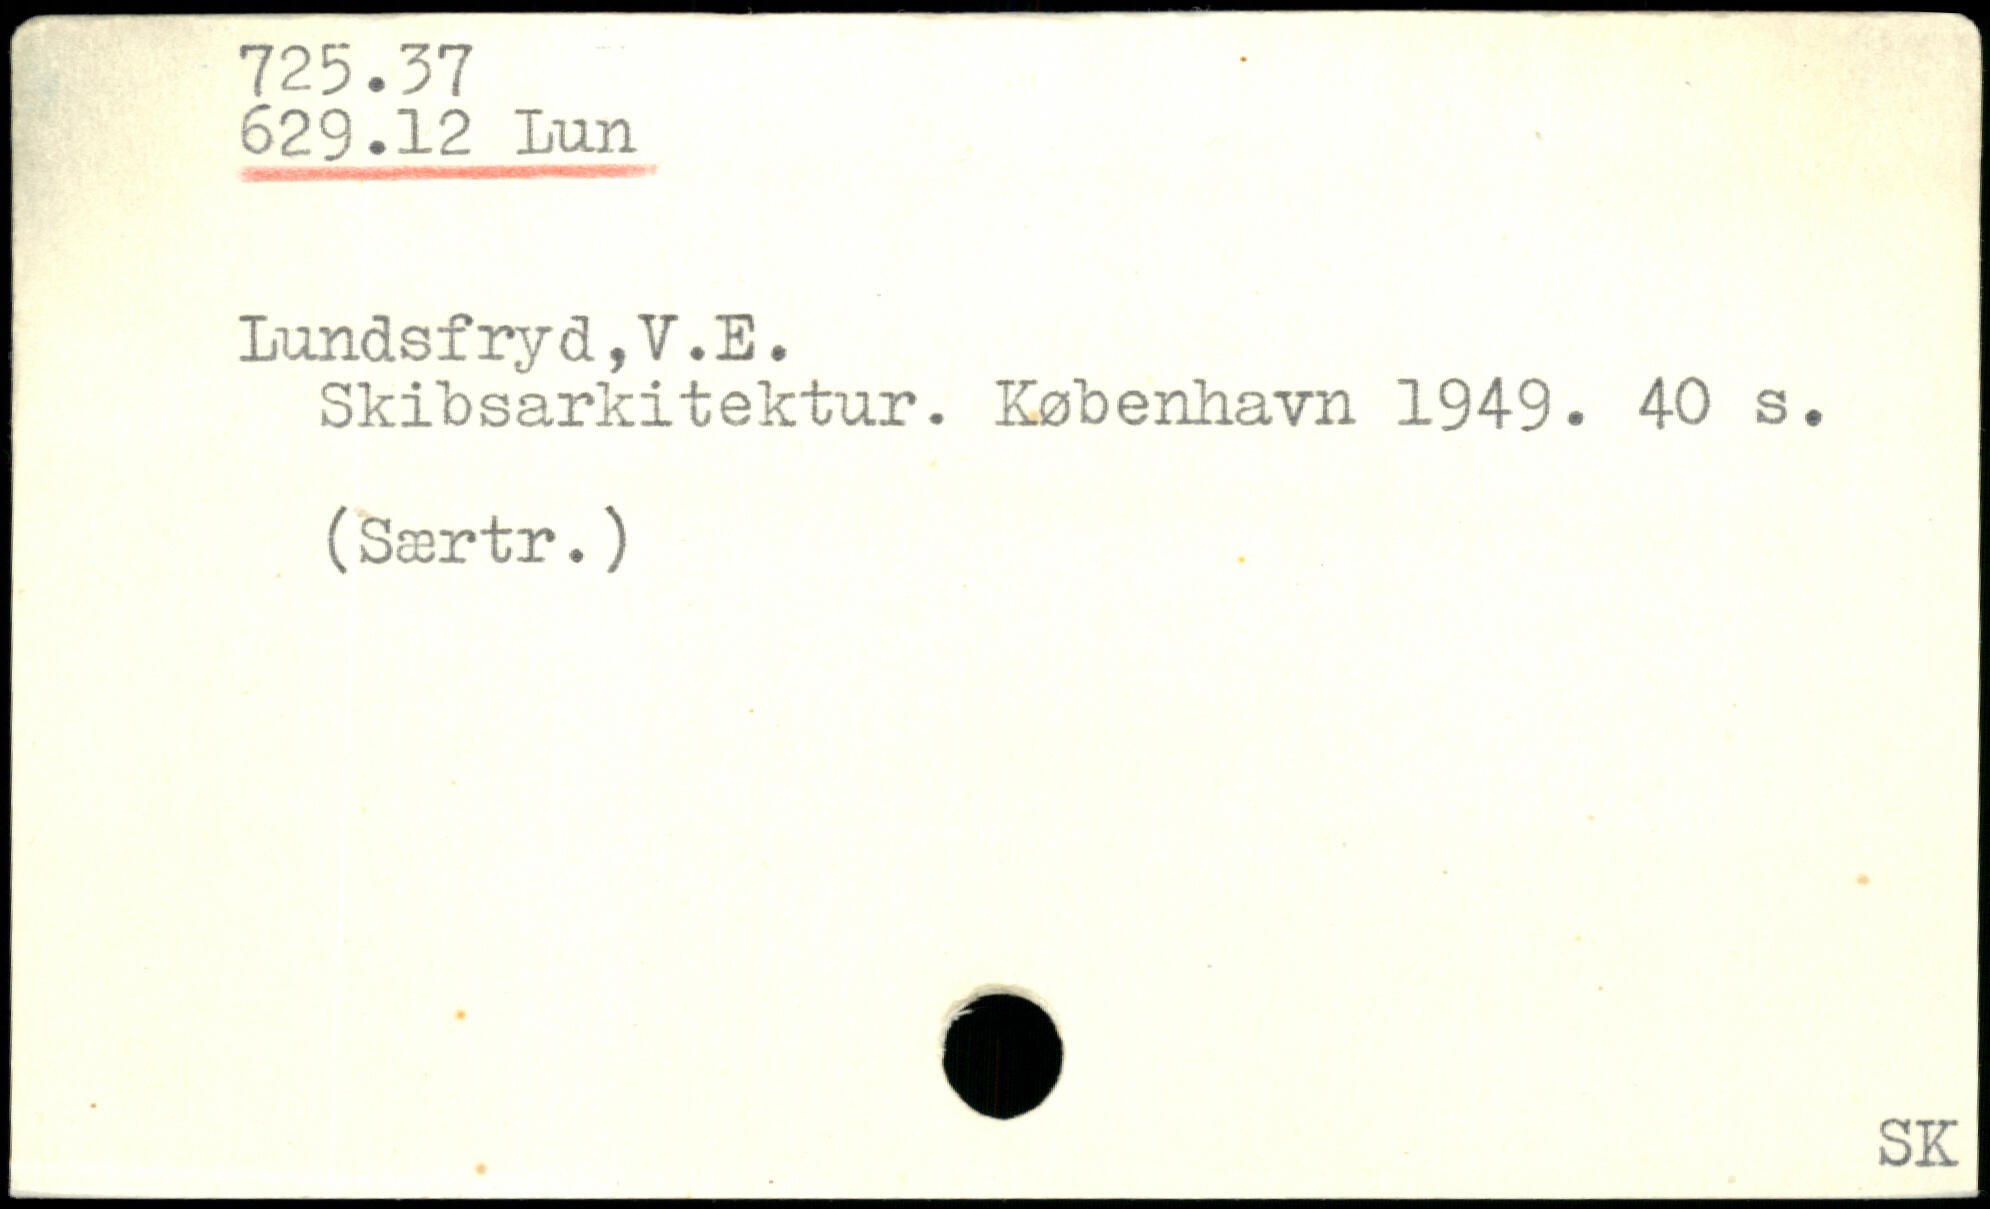 725.37
629.12 Lun
Lundsfryd,V.E.
Skibsarkitektur. København 1949. 40 s.
(Særtr.)
SK